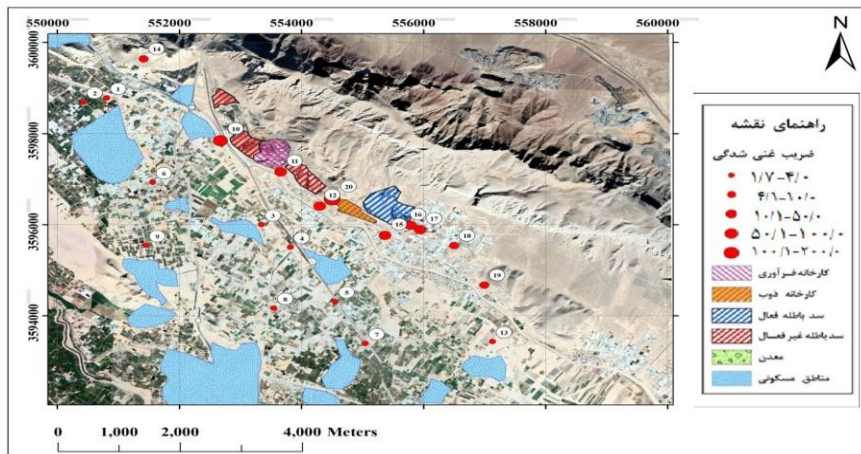 550000 552000 554000 556000 558000 560000
N
3600000
3598000
3596000
3594000
14
1
2
10
6
11
20
12
16
17
3
15
18
4
9
19
5
8
7
13
راهنمای نقشه
ضریب غنی شدگی
۱/۷-۴/۰
۴/۱-۱۰/۰
۱۰/۱-۵۰/۰
۵۰/۱-۱۰۰/۰
۱۰۰/۱-۲۰۰/۰
کارخانه فرآوری
کارخانه ذوب
سد باطله فعال
سد باطله غیر فعال
معدن
مناطق مسکونی
0 1,000 2,000 4,000 Meters